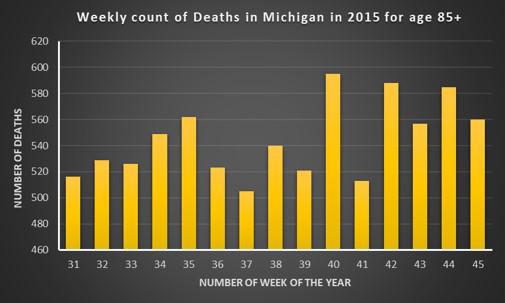 Weekly count of Deaths in Michigan in 2015 for age 85+
620
600
580
560
540
520
500
480
460
NUMBER OF DEATHS
31 32 33 34 35 36 37 38 39 40 41 42 43 44 45
NUMBER OF WEEK OF THE YEAR